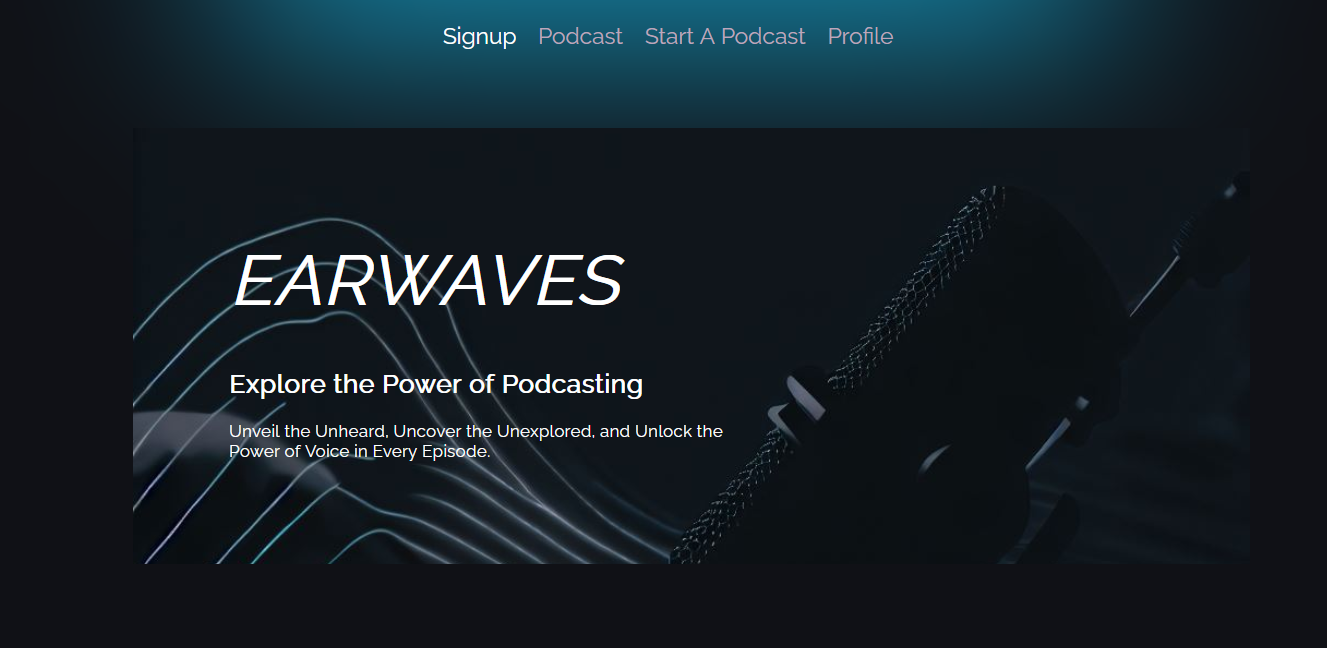 Signup Podcast Start A Podcast Profile
EARWAVES
Explore the Power of Podcasting
Unveil the Unheard, Uncover the Unexplored, and Unlock the
Power of Voice in Every Episode.